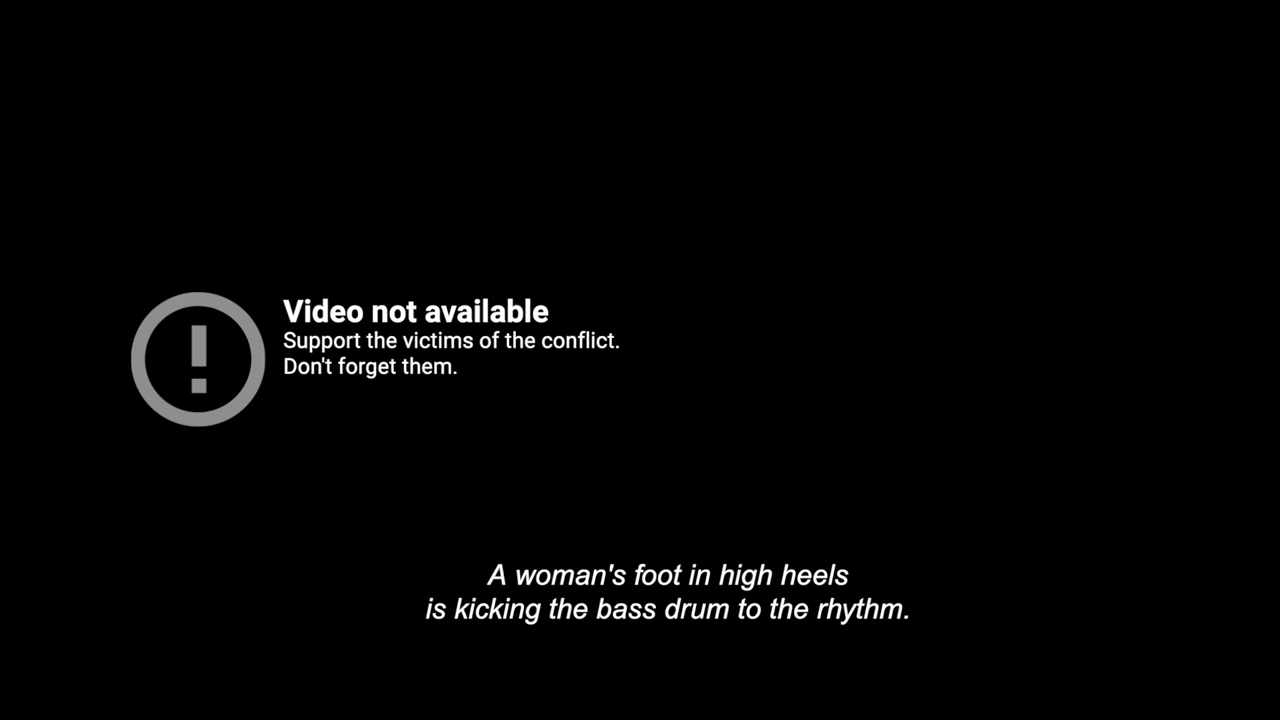 Video not available
Support the victims of the conflict.
Don't forget them.
A woman's foot in high heels
is kicking the bass drum to the rhythm.